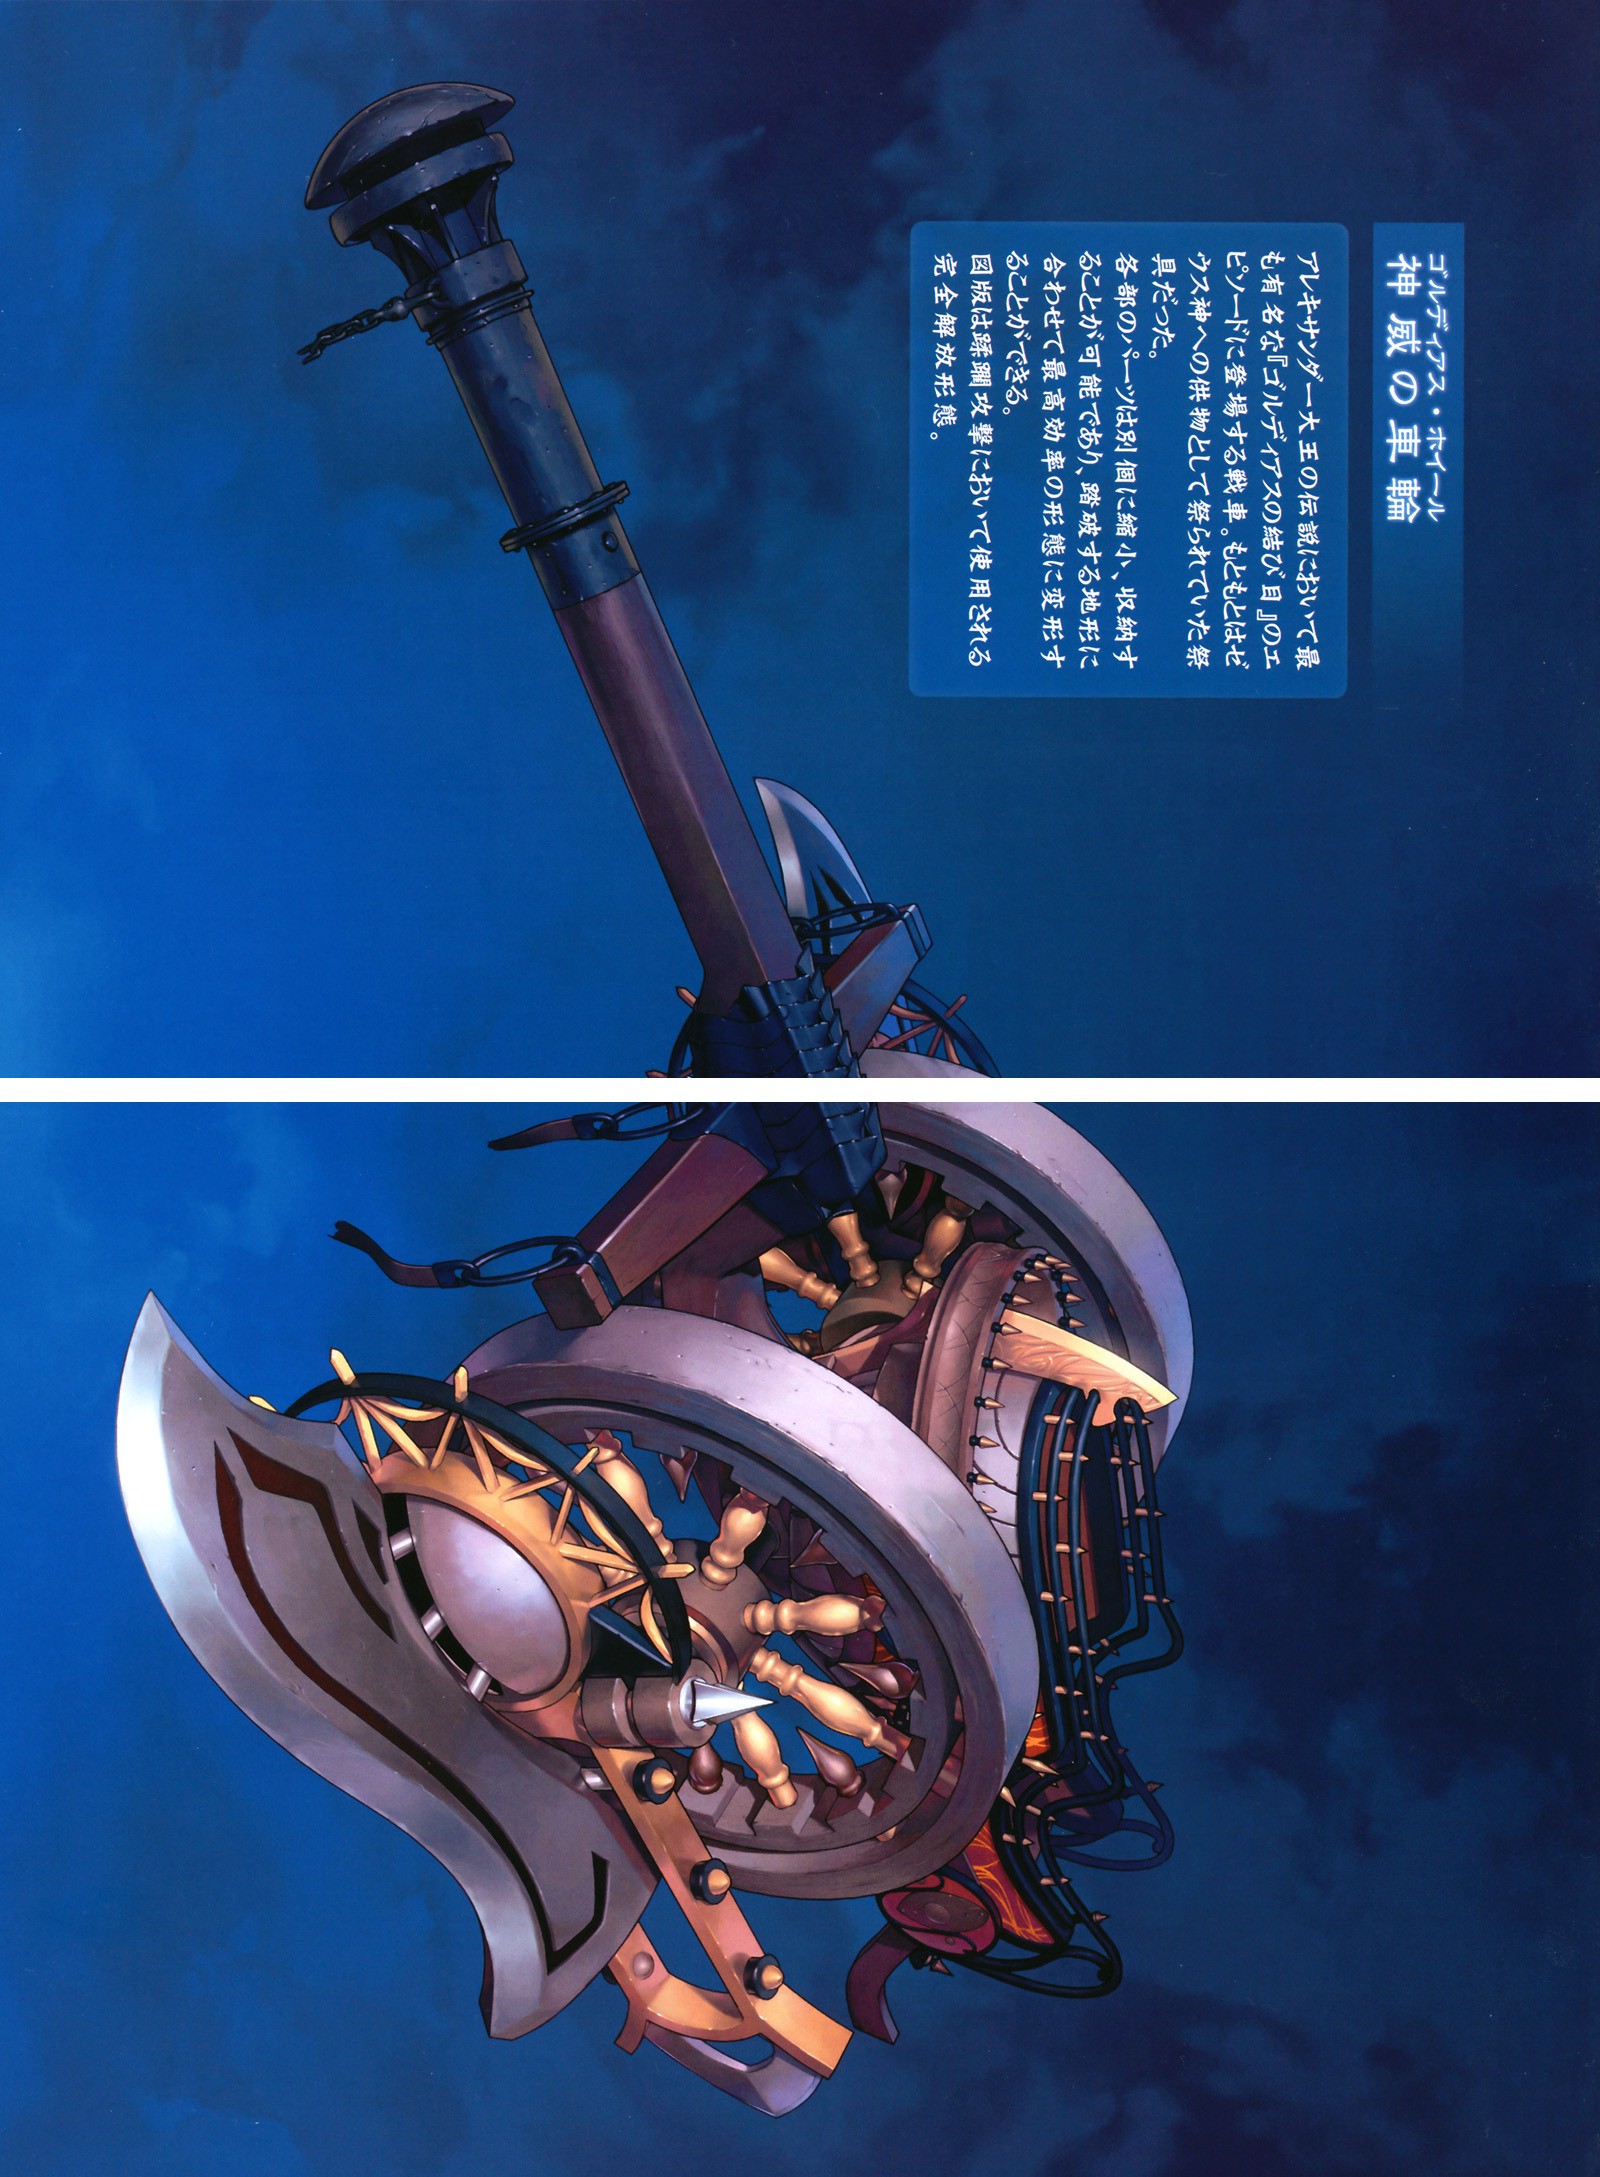 ゴルディアス・ホイール
神威の車輪
アレキサンダー大王の伝説において最
も有名な『ゴルディアスの結び目』のエ
ピソードに登場する戦車。もともとはゼ
ウス神への供物として祭られていた祭
具だった。
各部のパーツは別個に縮小、収納す
ることが可能であり、踏破する地形に
合わせて最高効率の形態に変形す
ることができる。
図版は蹂躙攻撃において使用される
完全解放形態。